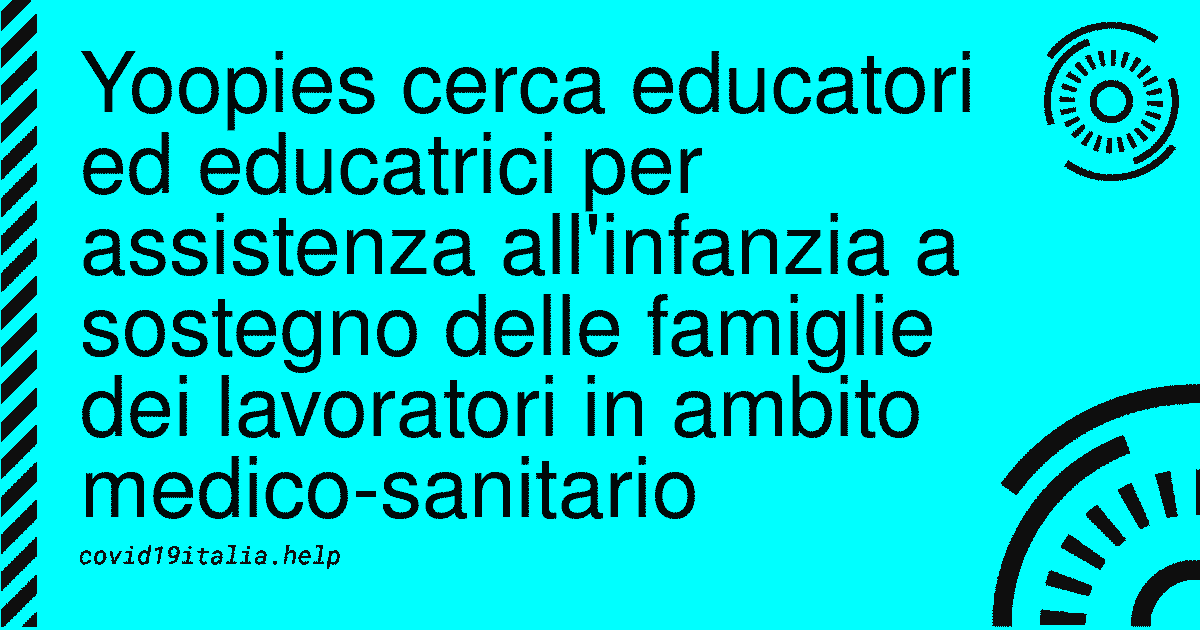 Yoopies cerca educatori
ed educatrici per
assistenza all'infanzia a
sostegno delle famiglie
dei lavoratori in ambito
medico-sanitario
covid19italia.help